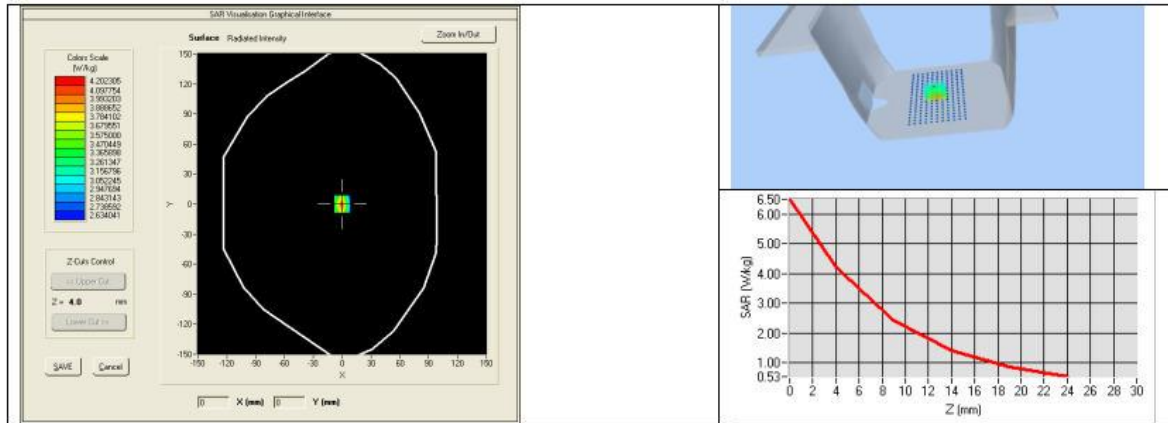 SAR Visualisation Graphical Interface
Surface Radiated Intensity
Zoom In/Out
Colors Scale
(W/kg)
4.202305
4.097754
3.993203
3.888652
3.784102
3.679551
3.575000
3.470449
3.365898
3.261347
3.156796
3.052245
2.947694
2.843143
2.738592
2.634041
Z-Cuts Control
<< Upper Cut
Z = 4.0 mm
Lower Cut >>
SAVE Cancel
150
120
90
60
30
0
-30
-60
-90
-120
-150
Y
-150 -120 -90 -60 -30 0 30 60 90 120 150
X
0 X (mm) 0 Y (mm)
6.50
6.00
5.00
4.00
3.00
2.00
1.00
0.53
SAR (W/kg)
0 2 4 6 8 10 12 14 16 18 20 22 24 26 28 30
Z (mm)